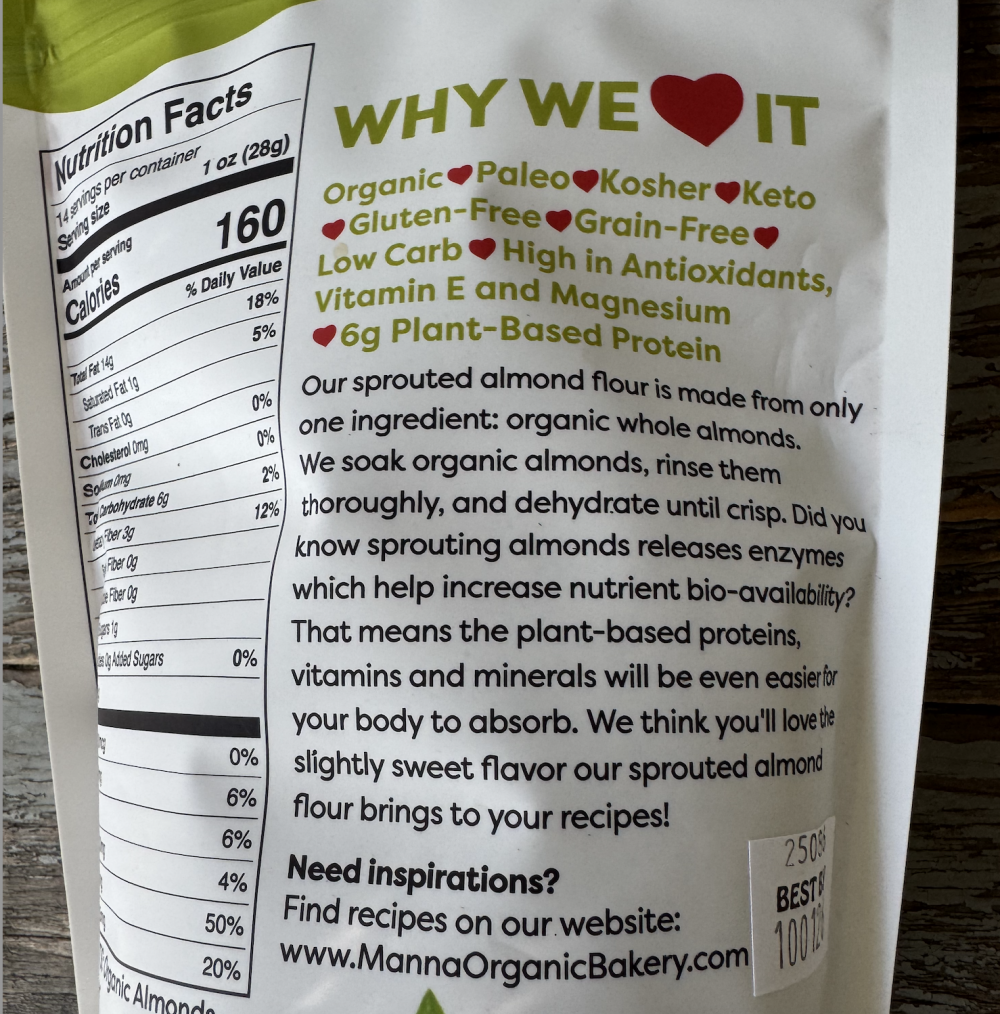 Nutrition Facts
14 servings per container
Serving size 1 oz (28g)
Amount per serving
Calories 160
% Daily Value
Total Fat 14g 18%
Saturated Fat 1g 5%
Trans Fat 0g
Cholesterol 0mg 0%
Sodium 0mg 0%
Carbohydrate 6g 2%
Fiber 3g 12%
Fiber 0g
Fiber 0g
1g
0g Added Sugars 0%
0%
6%
6%
4%
50%
20%
Organic Almonds
WHY WE ❤ IT
Organic ❤ Paleo ❤ Kosher ❤ Keto
❤ Gluten-Free ❤ Grain-Free ❤
Low Carb ❤ High in Antioxidants,
Vitamin E and Magnesium
❤ 6g Plant-Based Protein
Our sprouted almond flour is made from only
one ingredient: organic whole almonds.
We soak organic almonds, rinse them
thoroughly, and dehydrate until crisp. Did you
know sprouting almonds releases enzymes
which help increase nutrient bio-availability?
That means the plant-based proteins,
vitamins and minerals will be even easier for
your body to absorb. We think you'll love the
slightly sweet flavor our sprouted almond
flour brings to your recipes!
Need inspirations?
Find recipes on our website:
www.MannaOrganicBakery.com
BEST